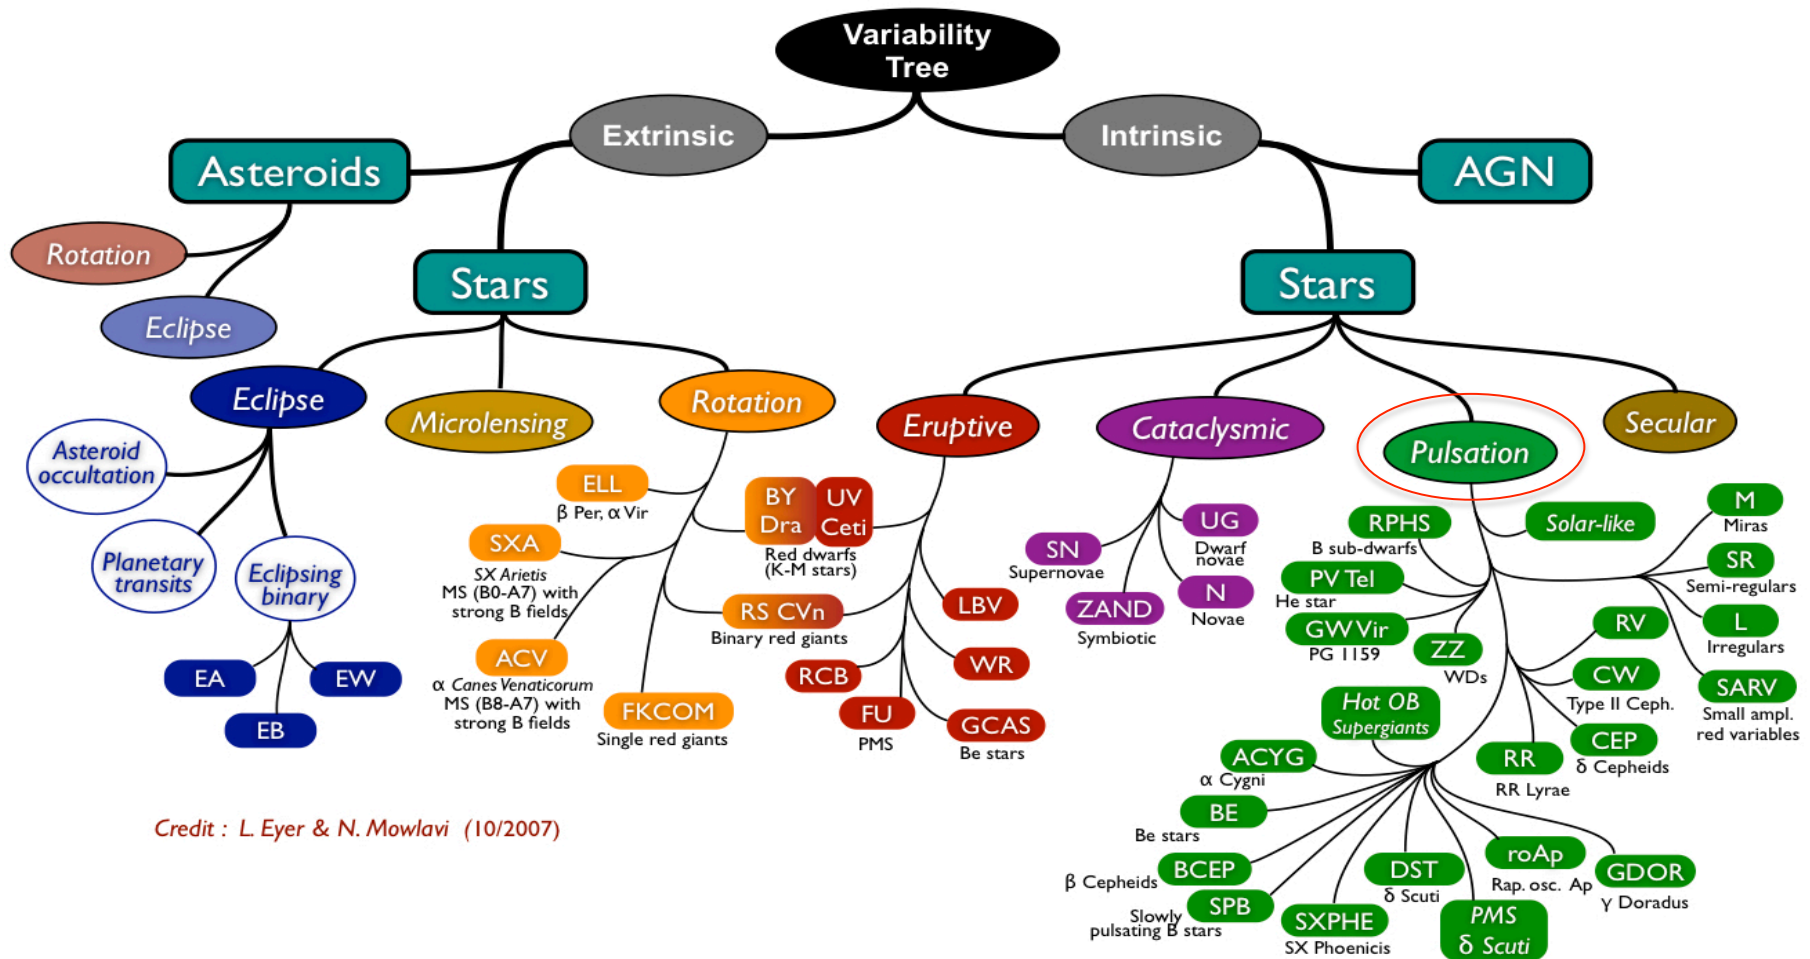 Variability
Tree
Extrinsic
Intrinsic
Asteroids
AGN
Rotation
Eclipse
Stars
Stars
Eclipse
Microlensing
Rotation
Eruptive
Cataclysmic
Pulsation
Secular
Asteroid
occultation
Planetary
transits
Eclipsing
binary
EA
EB
EW
ELL
β Per, α Vir
SXA
SX Arietis
MS (B0-A7) with
strong B fields
ACV
α Canes Venaticorum
MS (B8-A7) with
strong B fields
FKCOM
Single red giants
BY
Dra
UV
Ceti
Red dwarfs
(K-M stars)
RS CVn
Binary red giants
LBV
WR
RCB
FU
PMS
GCAS
Be stars
SN
Supernovae
ZAND
Symbiotic
UG
Dwarf
novae
N
Novae
RPHS
B sub-dwarfs
PV Tel
He star
GW Vir
PG 1159
ZZ
WDs
Solar-like
M
Miras
SR
Semi-regulars
L
Irregulars
SARV
Small ampl.
red variables
RV
CW
Type II Ceph.
CEP
δ Cepheids
RR
RR Lyrae
Hot OB
Supergiants
ACYG
α Cygni
BE
Be stars
BCEP
β Cepheids
SPB
Slowly
pulsating B stars
SXPHE
SX Phoenicis
DST
δ Scuti
PMS
δ Scuti
roAp
Rap. osc. Ap
GDOR
γ Doradus
Credit : L. Eyer & N. Mowlavi (10/2007)